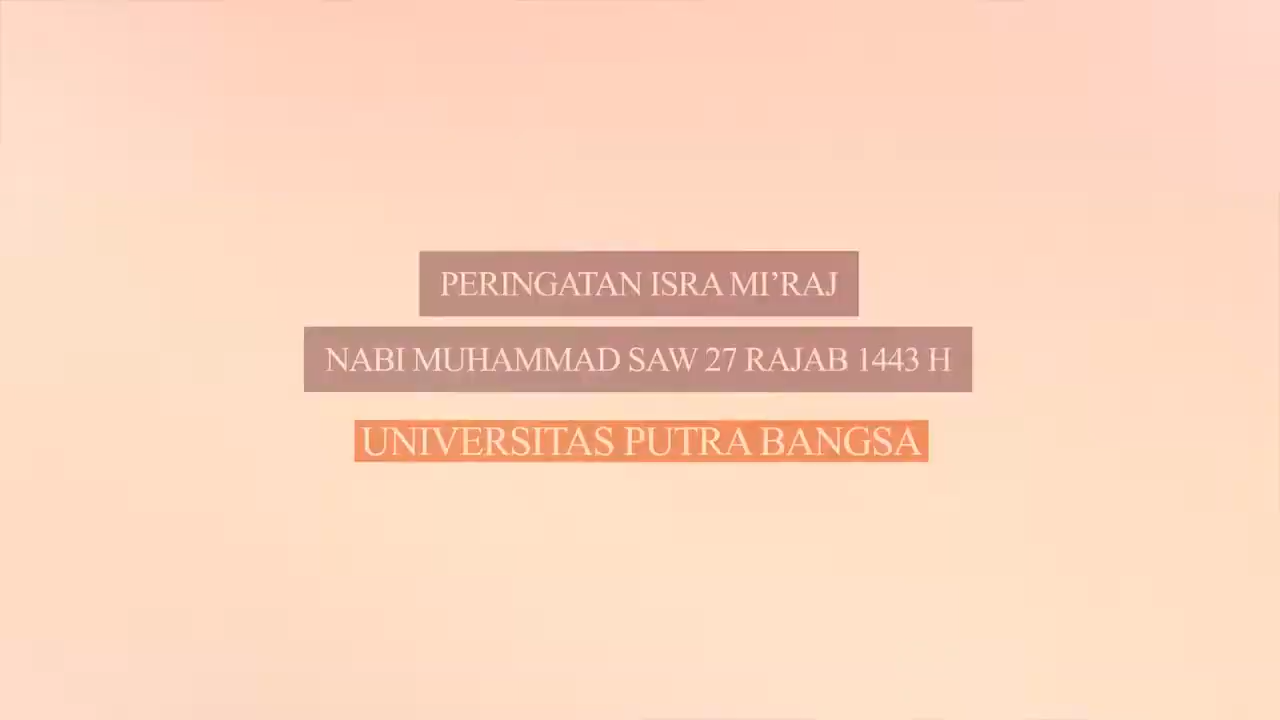 PERINGATAN ISRA MI’RAJ
NABI MUHAMMAD SAW 27 RAJAB 1443 H
UNIVERSITAS PUTRA BANGSA